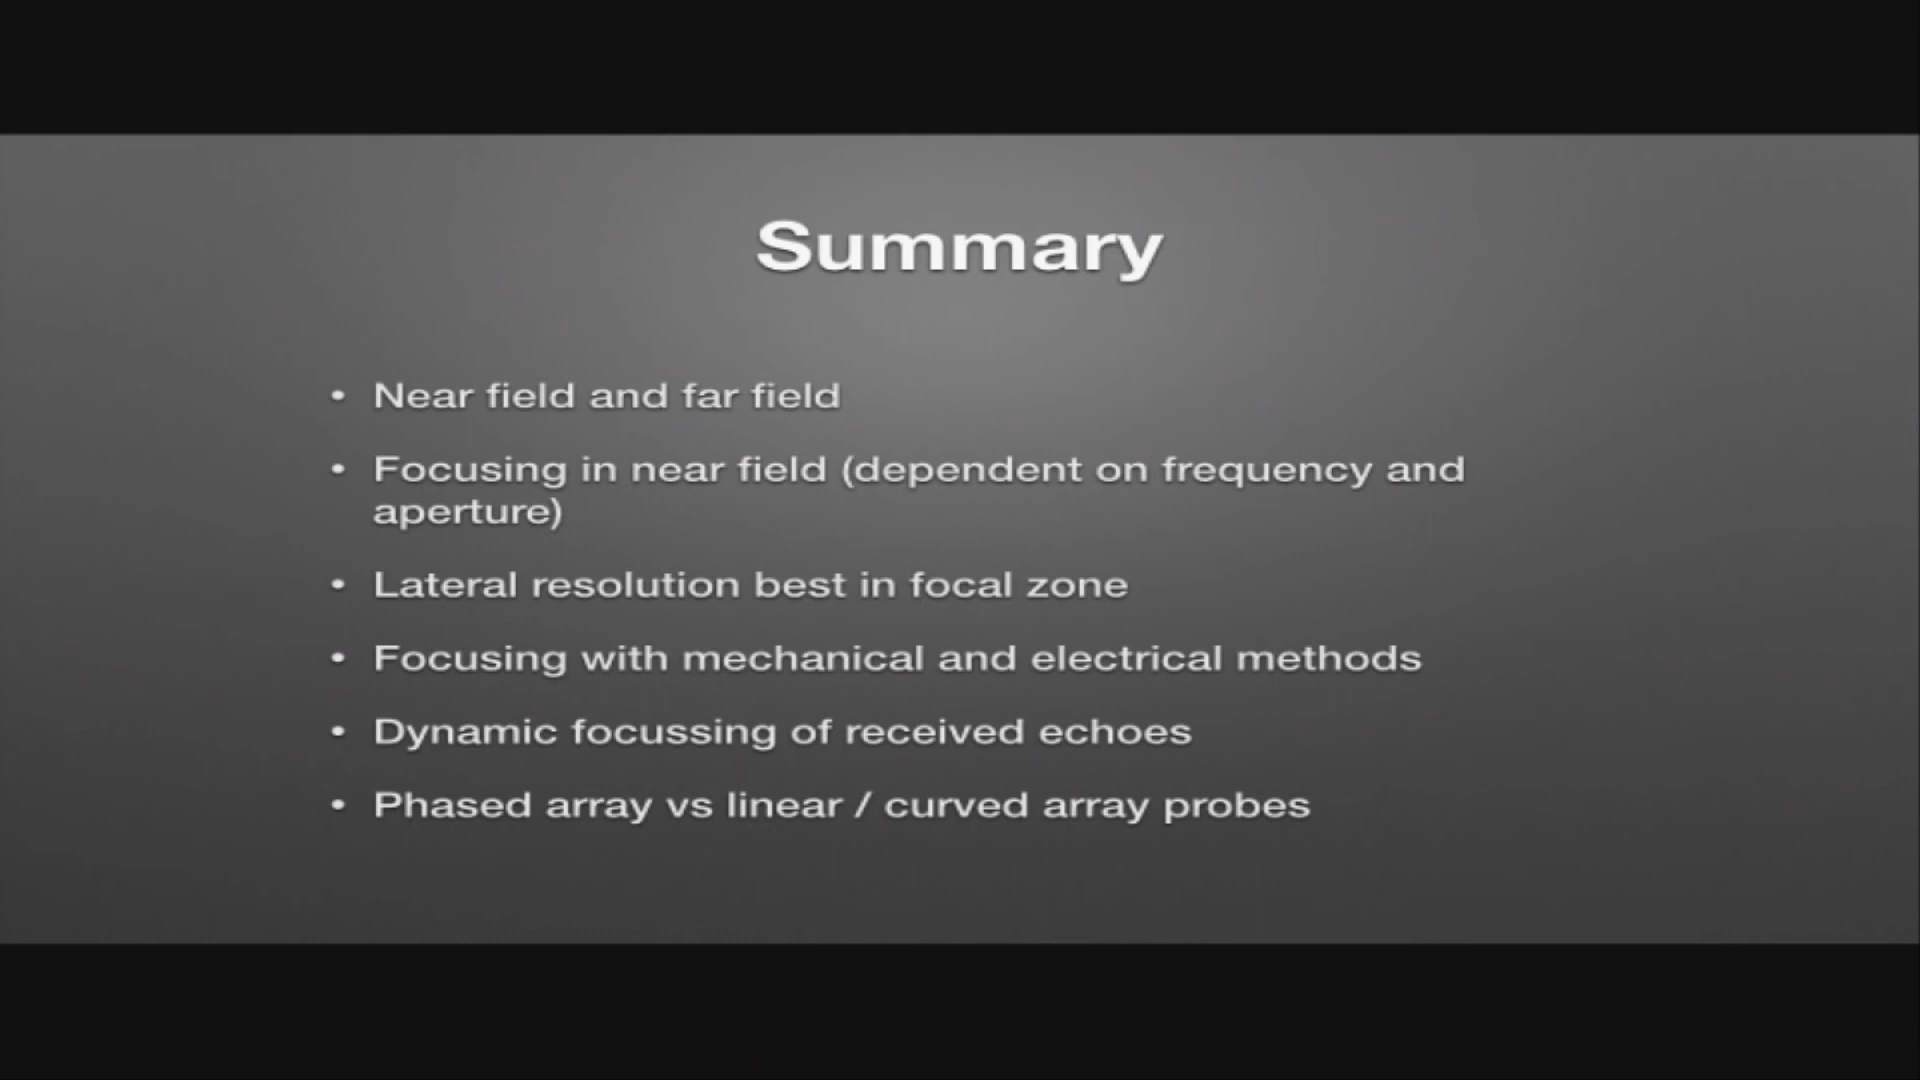 Summary
• Near field and far field
• Focusing in near field (dependent on frequency and
aperture)
• Lateral resolution best in focal zone
• Focusing with mechanical and electrical methods
• Dynamic focussing of received echoes
• Phased array vs linear / curved array probes